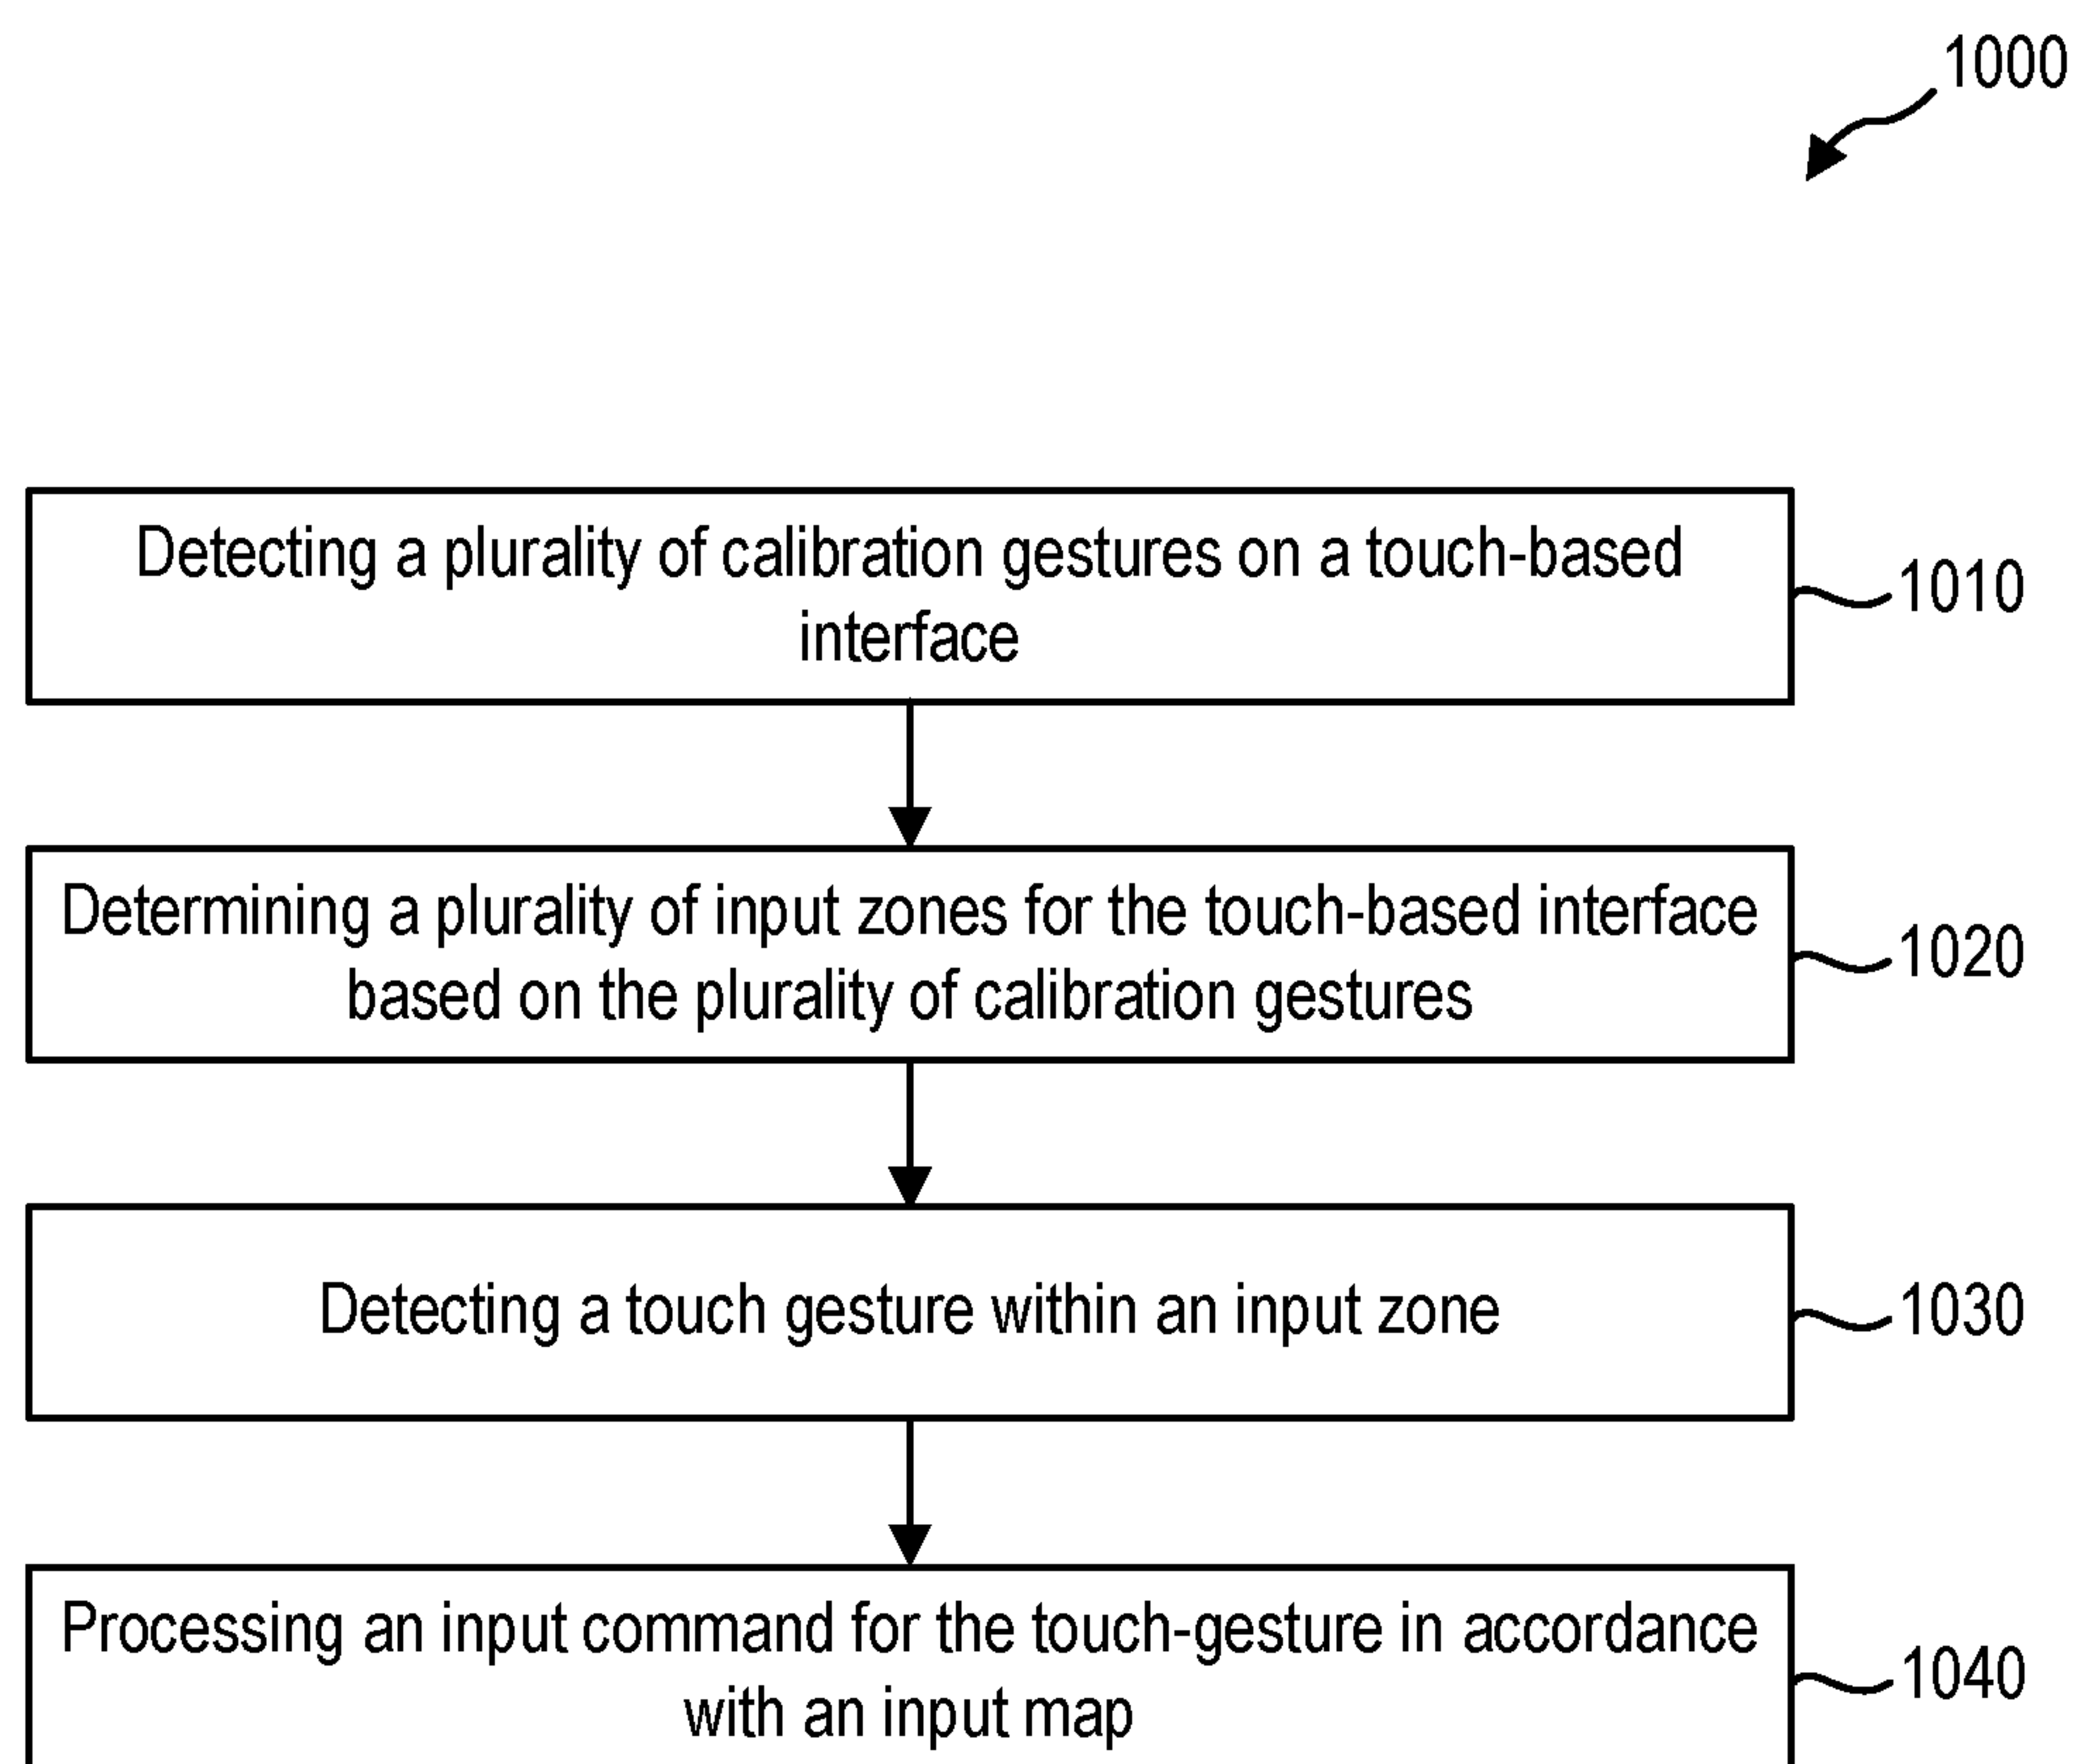 1000
Detecting a plurality of calibration gestures on a touch-based
interface
1010
Determining a plurality of input zones for the touch-based interface
based on the plurality of calibration gestures
1020
Detecting a touch gesture within an input zone
1030
Processing an input command for the touch-gesture in accordance
with an input map
1040